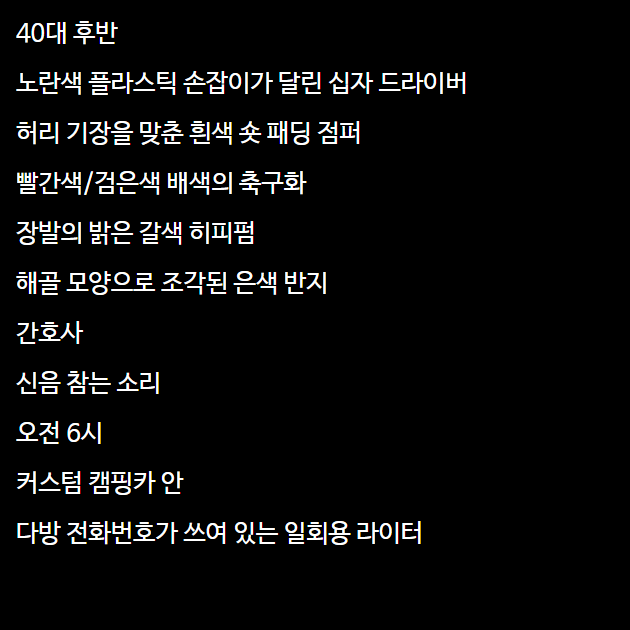 40대 후반
노란색 플라스틱 손잡이가 달린 십자 드라이버
허리 기장을 맞춘 흰색 숏 패딩 점퍼
빨간색/검은색 배색의 축구화
장발의 밝은 갈색 히피펌
해골 모양으로 조각된 은색 반지
간호사
신음 참는 소리
오전 6시
커스텀 캠핑카 안
다방 전화번호가 쓰여 있는 일회용 라이터